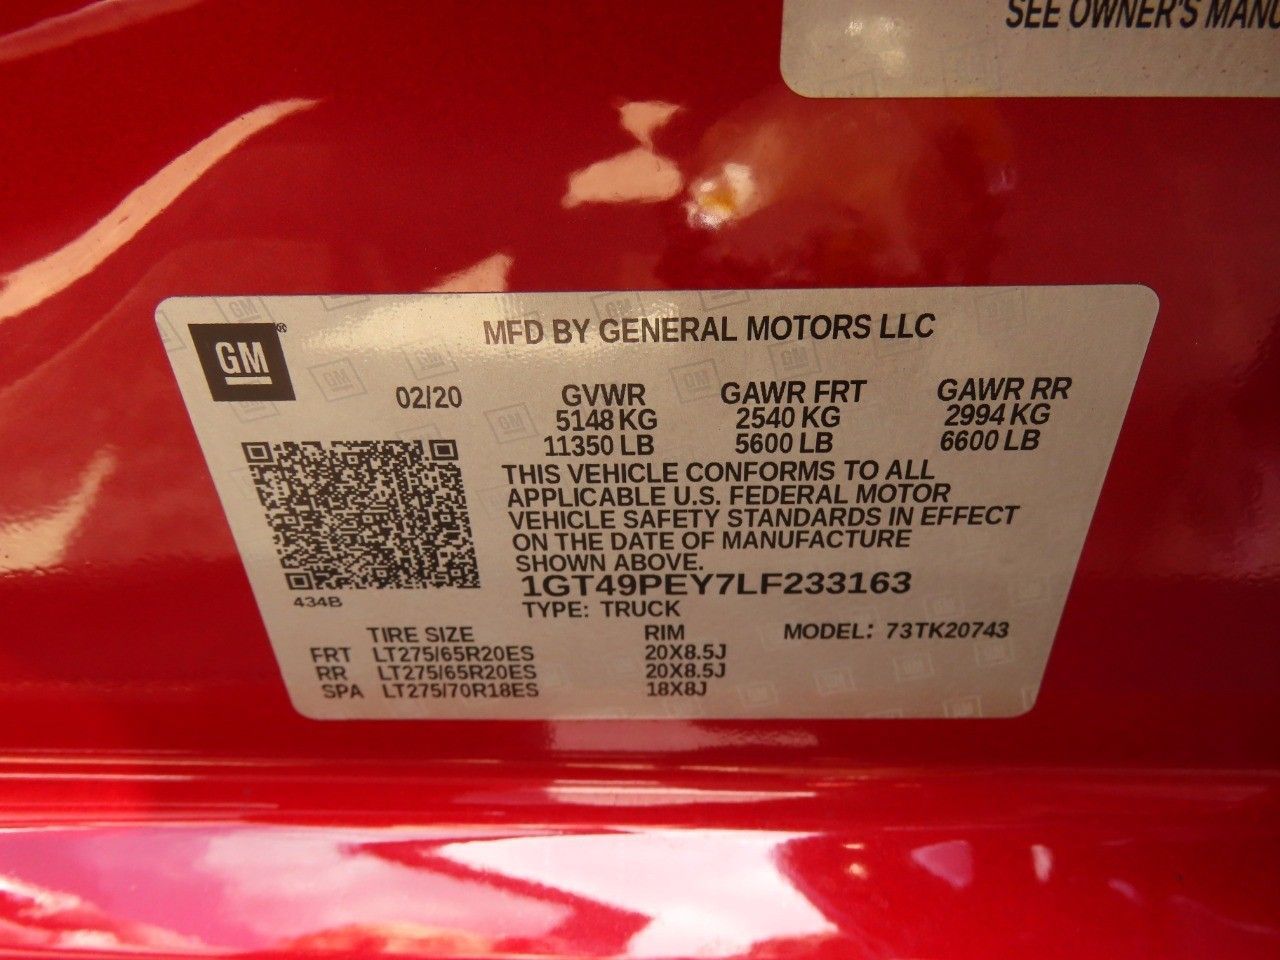 SEE OWNER'S
GM®
MFD BY GENERAL MOTORS LLC
02/20
GVWR GAWR FRT GAWR RR
5148 KG 2540 KG 2994 KG
11350 LB 5600 LB 6600 LB
THIS VEHICLE CONFORMS TO ALL
APPLICABLE U.S. FEDERAL MOTOR
VEHICLE SAFETY STANDARDS IN EFFECT
ON THE DATE OF MANUFACTURE
SHOWN ABOVE.
1GT49PEY7LF233163
434B
TYPE: TRUCK
TIRE SIZE RIM MODEL: 73TK20743
FRT LT275/65R20ES 20X8.5J
RR LT275/65R20ES 20X8.5J
SPA LT275/70R18ES 18X8J